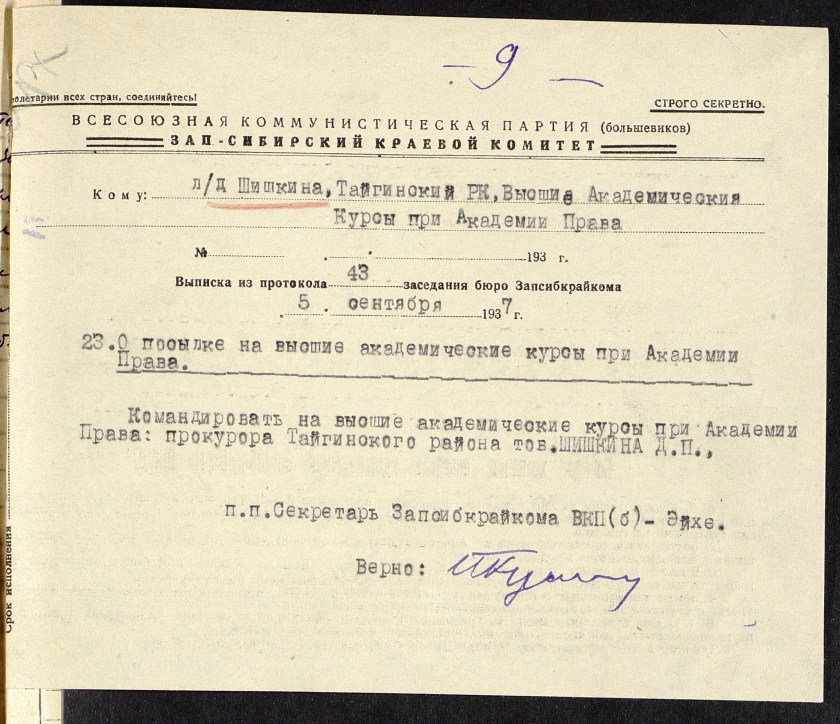 — 9 —
Пролетарии всех стран, соединяйтесь!
СТРОГО СЕКРЕТНО.
ВСЕСОЮЗНАЯ КОММУНИСТИЧЕСКАЯ ПАРТИЯ (большевиков)
ЗАП-СИБИРСКИЙ КРАЕВОЙ КОМИТЕТ
Кому: л/д Шишкина, Тайгинский РК, Высшие Академическия
Курсы при Академии Права
№ 193 г.
Выписка из протокола 43 заседания бюро Запсибкрайкома
5 . сентября 1937 г.
23. О посылке на высшие академические курсы при Академии
Права.
Командировать на высшие академические курсы при Академии
Права: прокурора Тайгинского района тов. ШИШКИНА Д.П.,
п.п. Секретарь Запсибкрайкома ВКП(б) - Эйхе.
Верно:
Срок исполнения